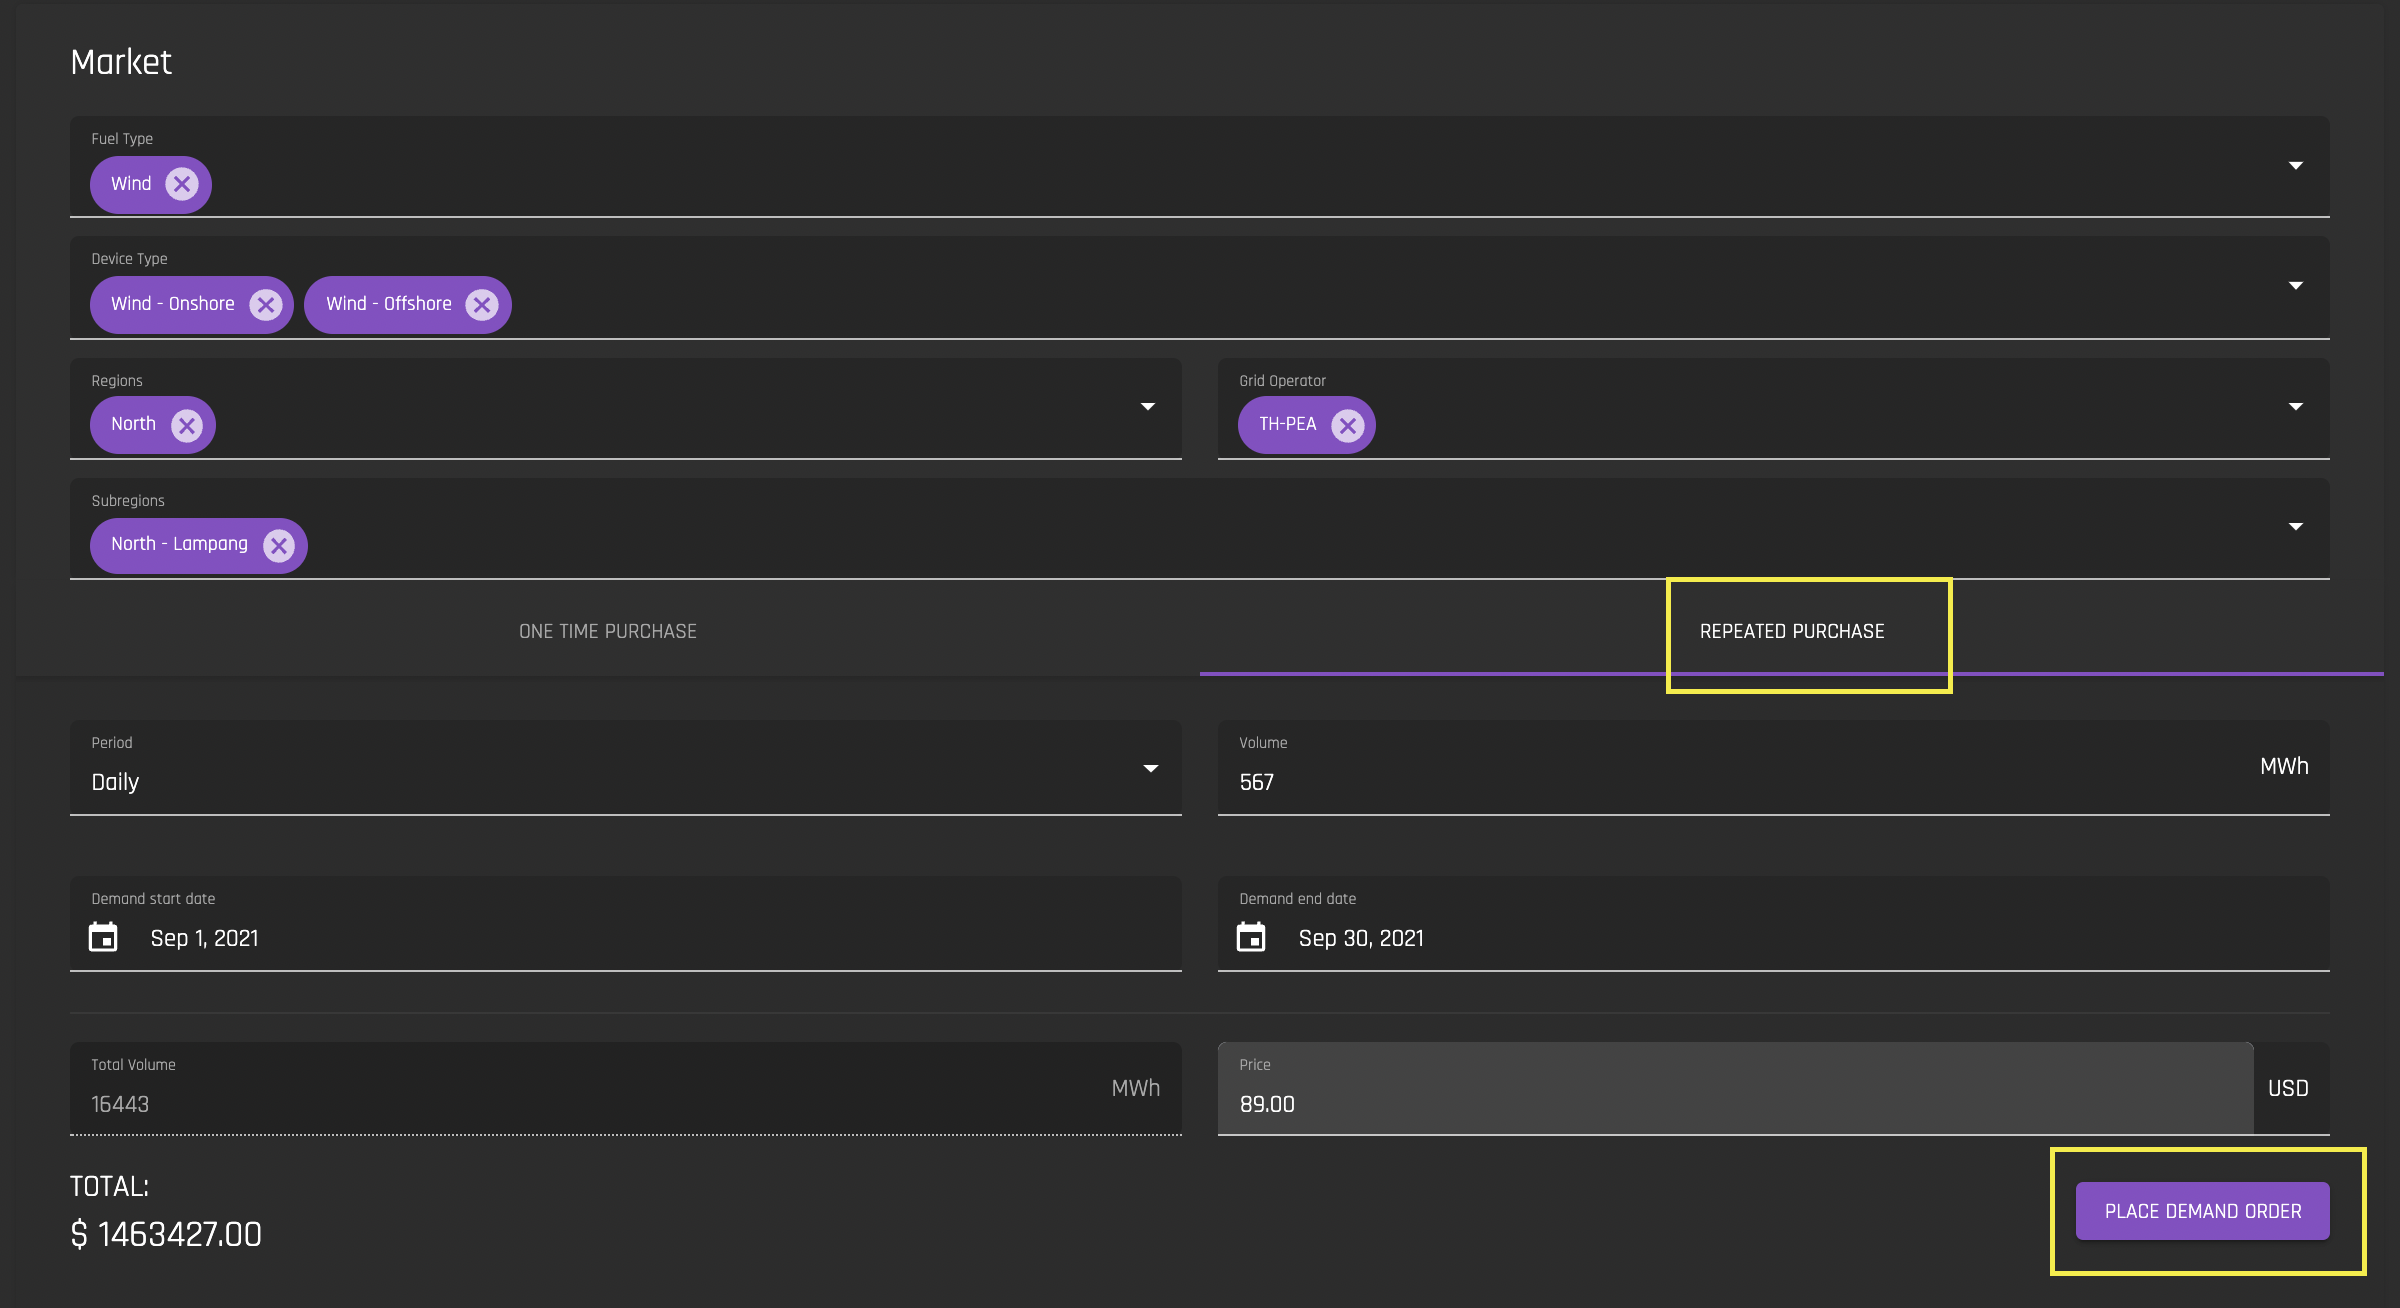 Market
Fuel Type
Wind
Device Type
Wind - Onshore Wind - Offshore
Regions
North
Grid Operator
TH-PEA
Subregions
North - Lampang
ONE TIME PURCHASE
REPEATED PURCHASE
Period
Daily
Volume
567
MWh
Demand start date
Sep 1, 2021
Demand end date
Sep 30, 2021
Total Volume
16443
MWh
Price
89.00
USD
TOTAL:
$ 1463427.00
PLACE DEMAND ORDER